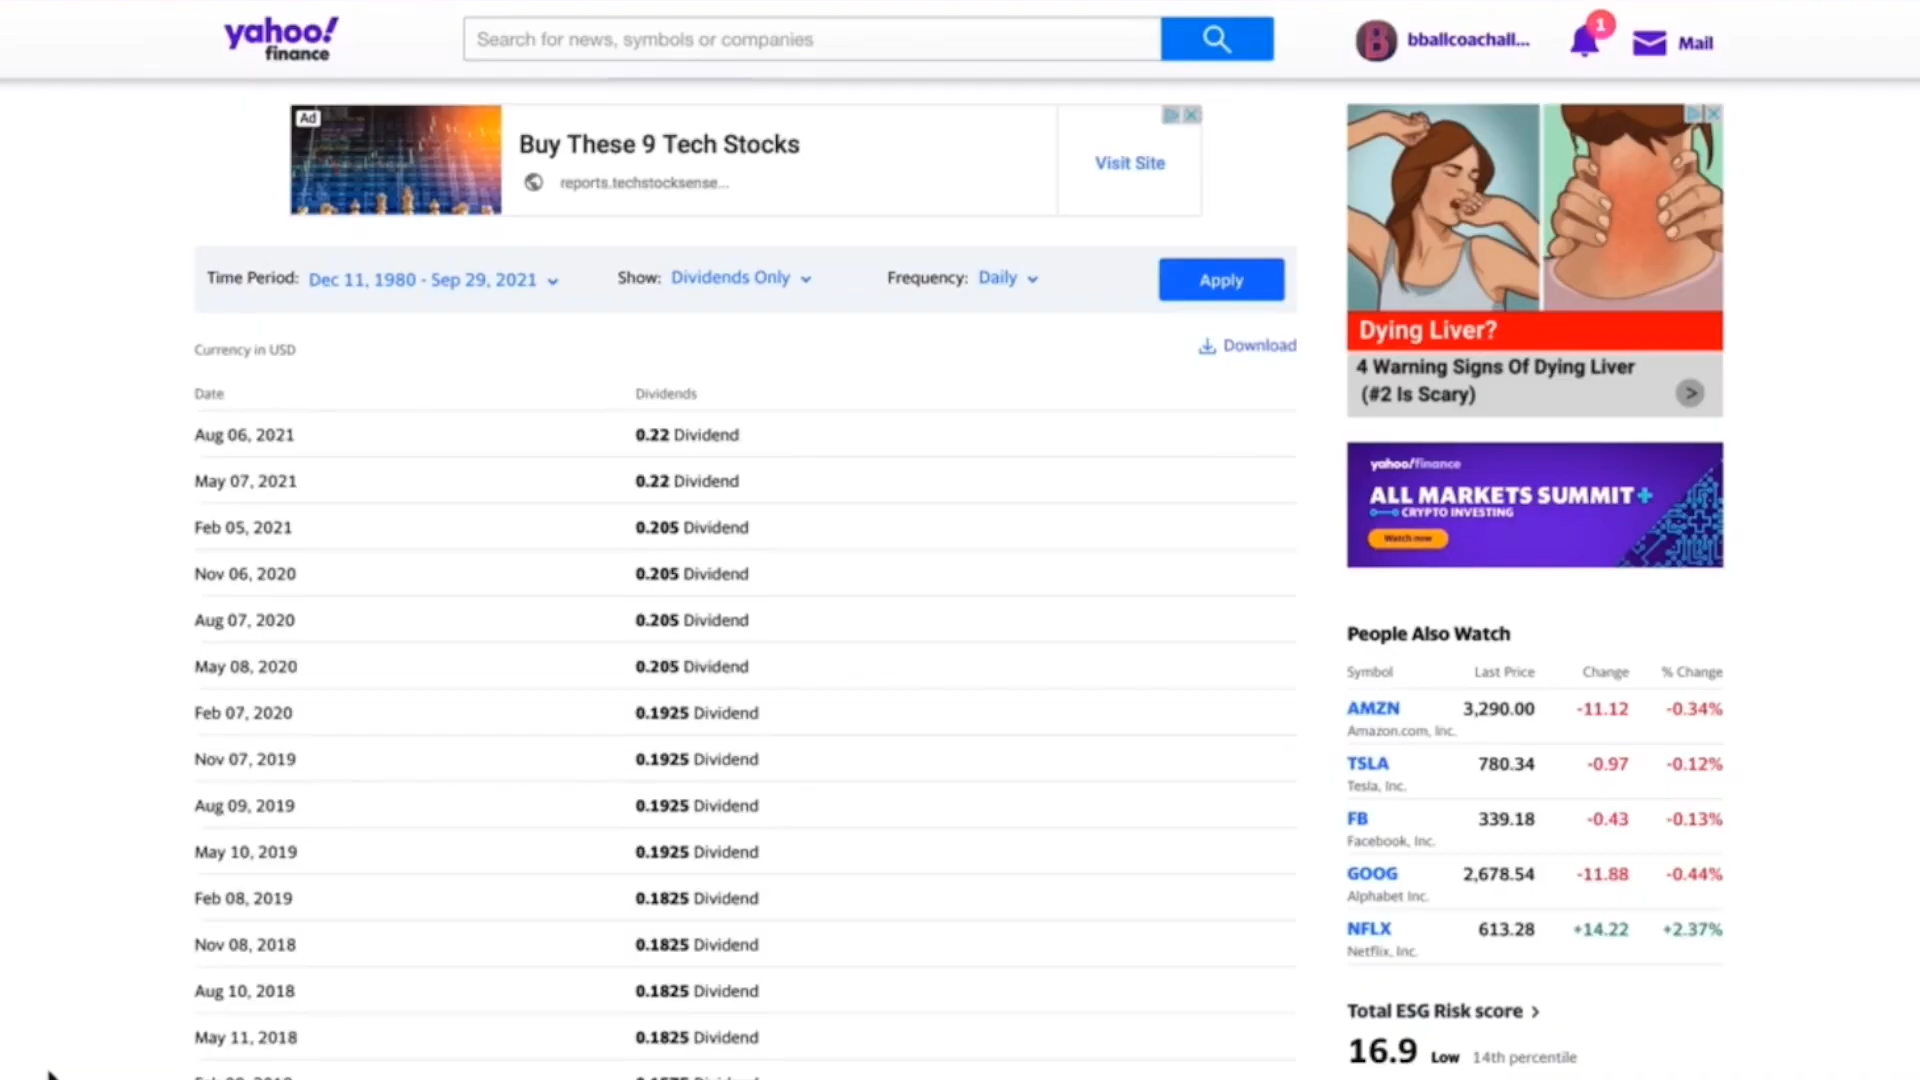 yahoo!
finance
Search for news, symbols or companies
B
bballcoachall...
1
Mail
Ad
Buy These 9 Tech Stocks
reports.techstocksense...
Visit Site
Time Period: Dec 11, 1980 - Sep 29, 2021
Show: Dividends Only
Frequency: Daily
Apply
Currency in USD
Download
Date Dividends
Aug 06, 2021 0.22 Dividend
May 07, 2021 0.22 Dividend
Feb 05, 2021 0.205 Dividend
Nov 06, 2020 0.205 Dividend
Aug 07, 2020 0.205 Dividend
May 08, 2020 0.205 Dividend
Feb 07, 2020 0.1925 Dividend
Nov 07, 2019 0.1925 Dividend
Aug 09, 2019 0.1925 Dividend
May 10, 2019 0.1925 Dividend
Feb 08, 2019 0.1825 Dividend
Nov 08, 2018 0.1825 Dividend
Aug 10, 2018 0.1825 Dividend
May 11, 2018 0.1825 Dividend
Dying Liver?
4 Warning Signs Of Dying Liver
(#2 Is Scary)
yahoo!finance
ALL MARKETS SUMMIT+
CRYPTO INVESTING
Watch now
People Also Watch
Symbol Last Price Change % Change
AMZN 3,290.00 -11.12 -0.34%
Amazon.com, Inc.
TSLA 780.34 -0.97 -0.12%
Tesla, Inc.
FB 339.18 -0.43 -0.13%
Facebook, Inc.
GOOG 2,678.54 -11.88 -0.44%
Alphabet Inc.
NFLX 613.28 +14.22 +2.37%
Netflix, Inc.
Total ESG Risk score >
16.9 Low 14th percentile